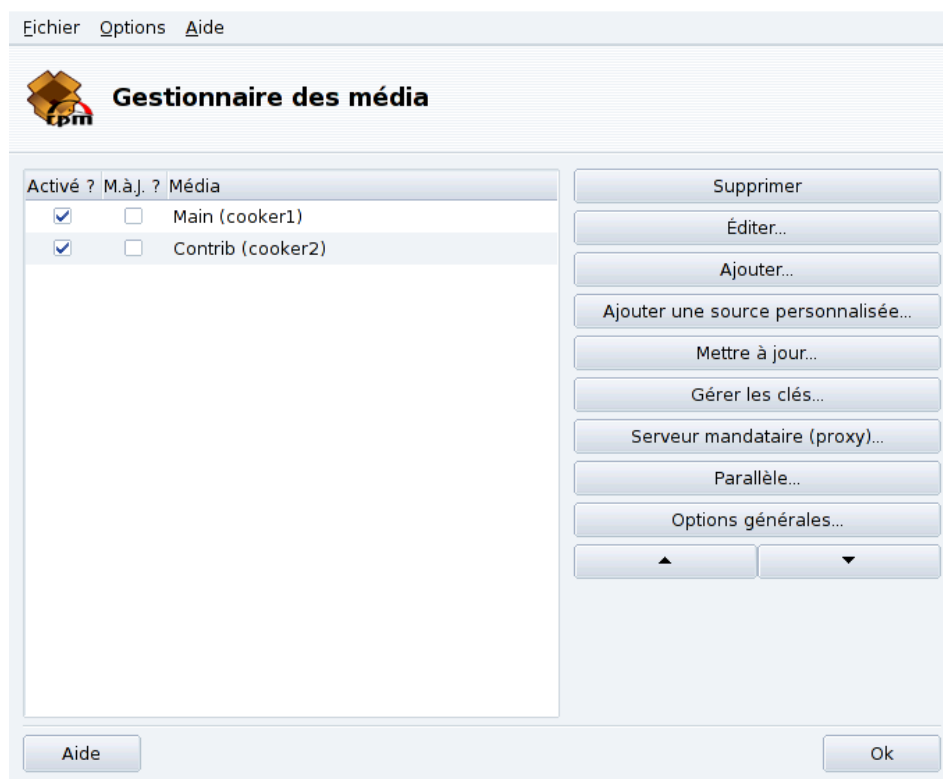 Fichier Options Aide
rpm
Gestionnaire des média
Activé ? M.à.J. ? Média
Main (cooker1)
Contrib (cooker2)
Supprimer
Éditer...
Ajouter...
Ajouter une source personnalisée...
Mettre à jour...
Gérer les clés...
Serveur mandataire (proxy)...
Parallèle...
Options générales...
Aide
Ok